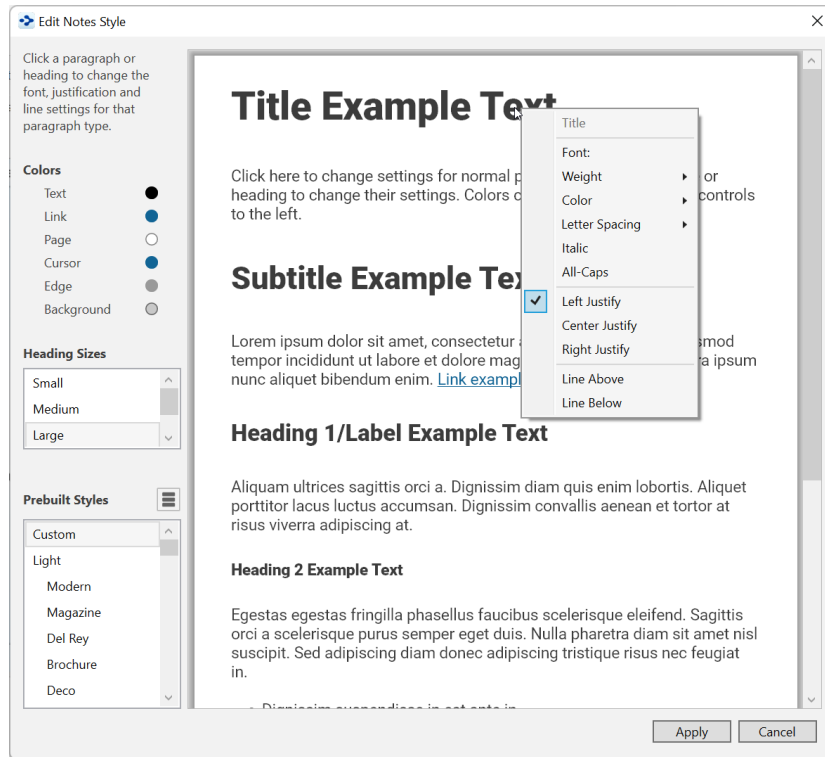 Edit Notes Style
Click a paragraph or
heading to change the
font, justification and
line settings for that
paragraph type.
Colors
Text
Link
Page
Cursor
Edge
Background
Heading Sizes
Small
Medium
Large
Prebuilt Styles
Custom
Light
Modern
Magazine
Del Rey
Brochure
Deco
Title Example Text
Click here to change settings for normal p or
heading to change their settings. Colors c controls
to the left.
Subtitle Example Te
Lorem ipsum dolor sit amet, consectetur smod
tempor incididunt ut labore et dolore mag ra ipsum
nunc aliquet bibendum enim. Link exampl
Heading 1/Label Example Text
Aliquam ultrices sagittis orci a. Dignissim diam quis enim lobortis. Aliquet
porttitor lacus luctus accumsan. Dignissim convallis aenean et tortor at
risus viverra adipiscing at.
Heading 2 Example Text
Egestas egestas fringilla phasellus faucibus scelerisque eleifend. Sagittis
orci a scelerisque purus semper eget duis. Nulla pharetra diam sit amet nisl
suscipit. Sed adipiscing diam donec adipiscing tristique risus nec feugiat
in.
Dignissim suspendisse in est ante in
Title
Font:
Weight
Color
Letter Spacing
Italic
All-Caps
Left Justify
Center Justify
Right Justify
Line Above
Line Below
Apply
Cancel